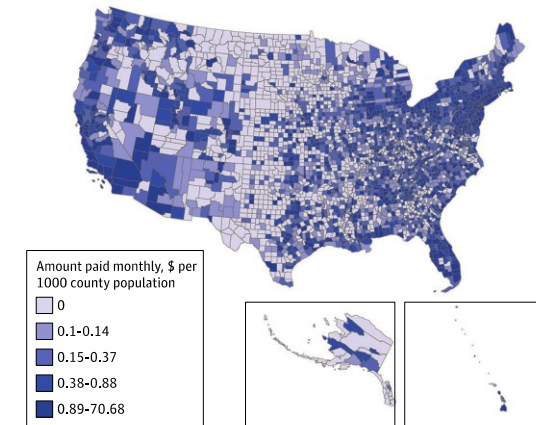 Amount paid monthly, $ per
1000 county population
0
0.1-0.14
0.15-0.37
0.38-0.88
0.89-70.68